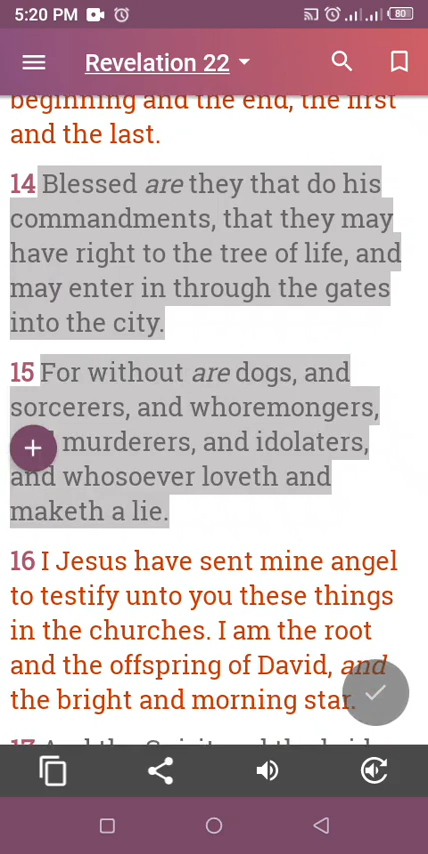 5:20 PM 80
Revelation 22
beginning and the end, the first
and the last.
14 Blessed are they that do his
commandments, that they may
have right to the tree of life, and
may enter in through the gates
into the city.
15 For without are dogs, and
sorcerers, and whoremongers,
murderers, and idolaters,
and whosoever loveth and
maketh a lie.
16 I Jesus have sent mine angel
to testify unto you these things
in the churches. I am the root
and the offspring of David, and
the bright and morning star.